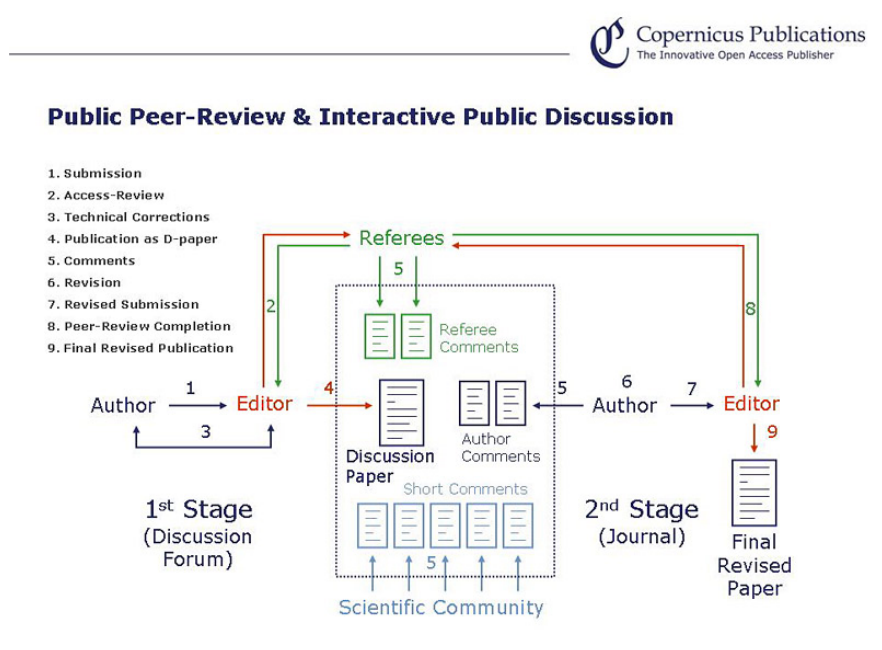 Copernicus Publications
The Innovative Open Access Publisher
Public Peer-Review & Interactive Public Discussion
1. Submission
2. Access-Review
3. Technical Corrections
4. Publication as D-paper
5. Comments
6. Revision
7. Revised Submission
8. Peer-Review Completion
9. Final Revised Publication
Referees
5
2
8
Referee
Comments
Author
1
Editor
3
4
Discussion
Paper
Author
Comments
5
6
Author
7
Editor
9
Short Comments
5
Scientific Community
1st Stage
(Discussion
Forum)
2nd Stage
(Journal)
Final
Revised
Paper